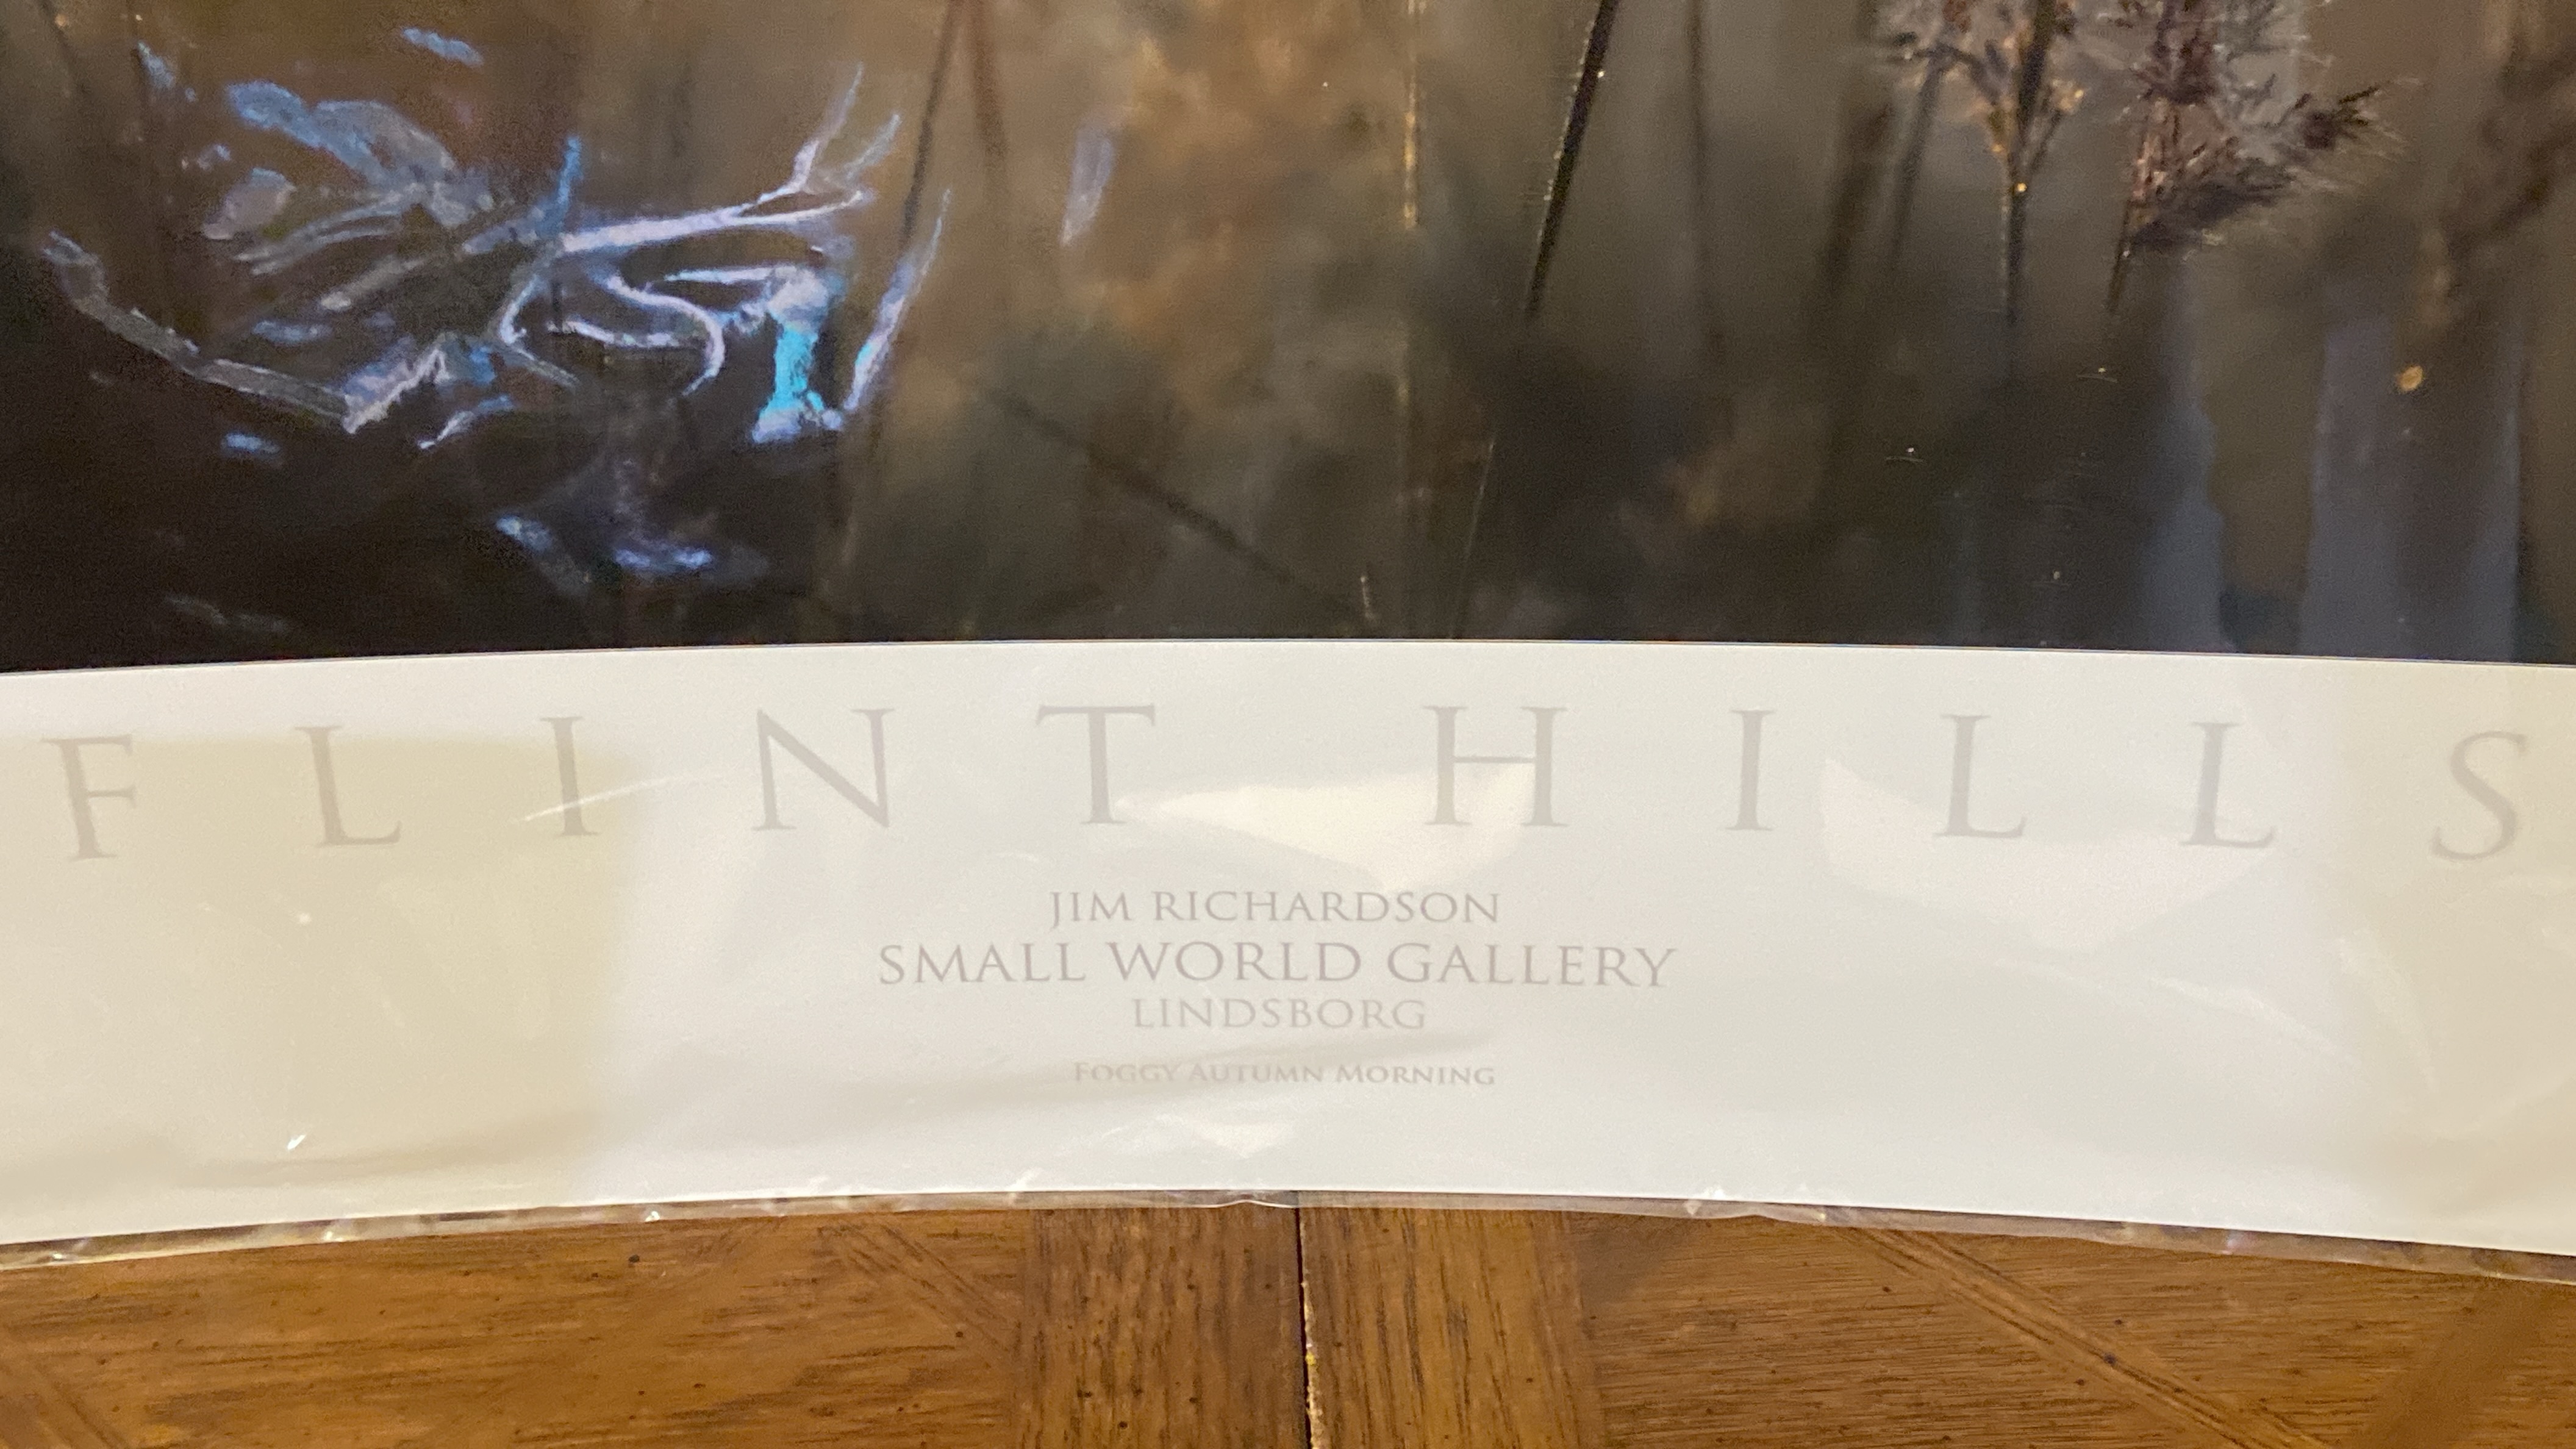 FLINT HILLS
JIM RICHARDSON
SMALL WORLD GALLERY
LINDSBORG
FOGGY AUTUMN MORNING